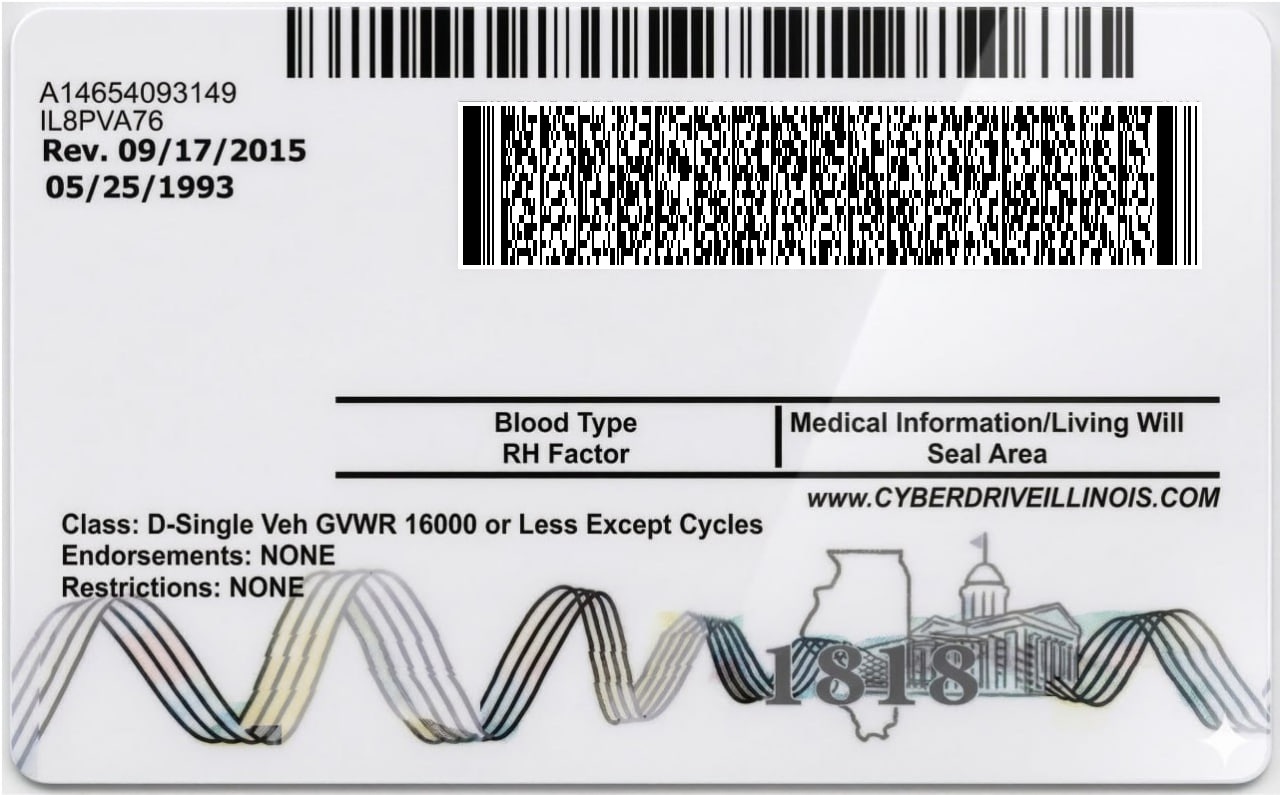 A14654093149
IL8PVA76
Rev. 09/17/2015
05/25/1993
Blood Type
RH Factor
Medical Information/Living Will
Seal Area
www.CYBERDRIVEILLINOIS.COM
Class: D-Single Veh GVWR 16000 or Less Except Cycles
Endorsements: NONE
Restrictions: NONE
1818